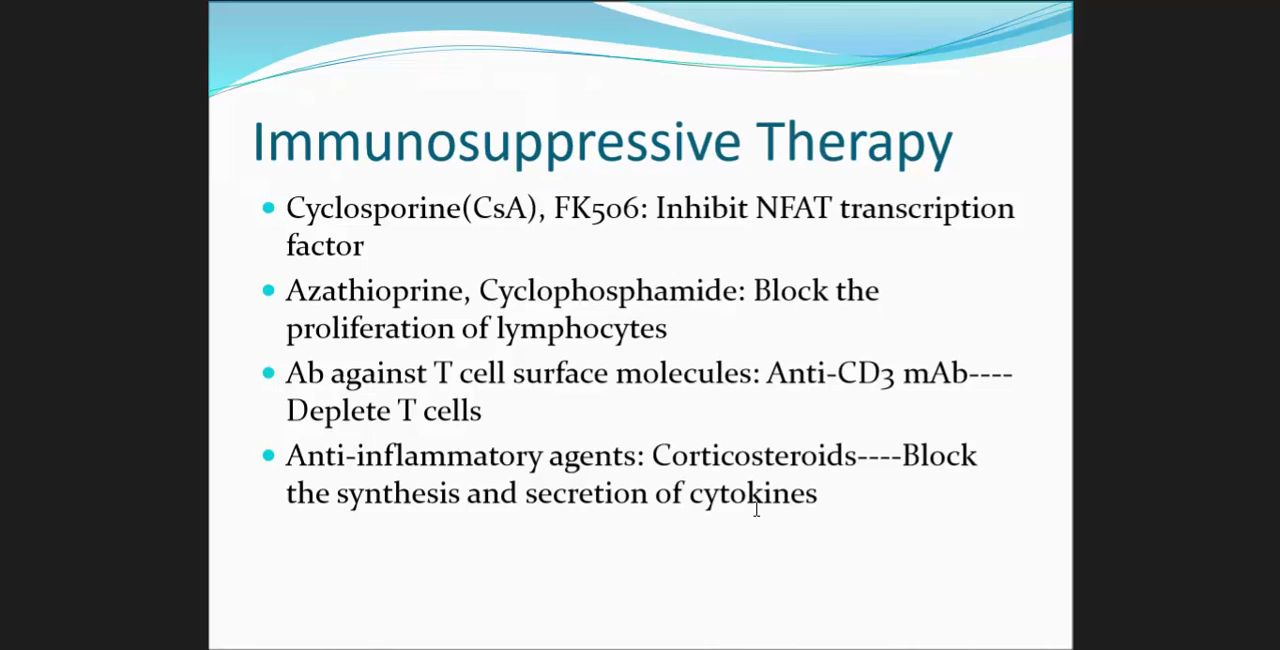 Immunosuppressive Therapy
Cyclosporine(CsA), FK506: Inhibit NFAT transcription
factor
Azathioprine, Cyclophosphamide: Block the
proliferation of lymphocytes
Ab against T cell surface molecules: Anti-CD3 mAb----
Deplete T cells
Anti-inflammatory agents: Corticosteroids----Block
the synthesis and secretion of cytokines